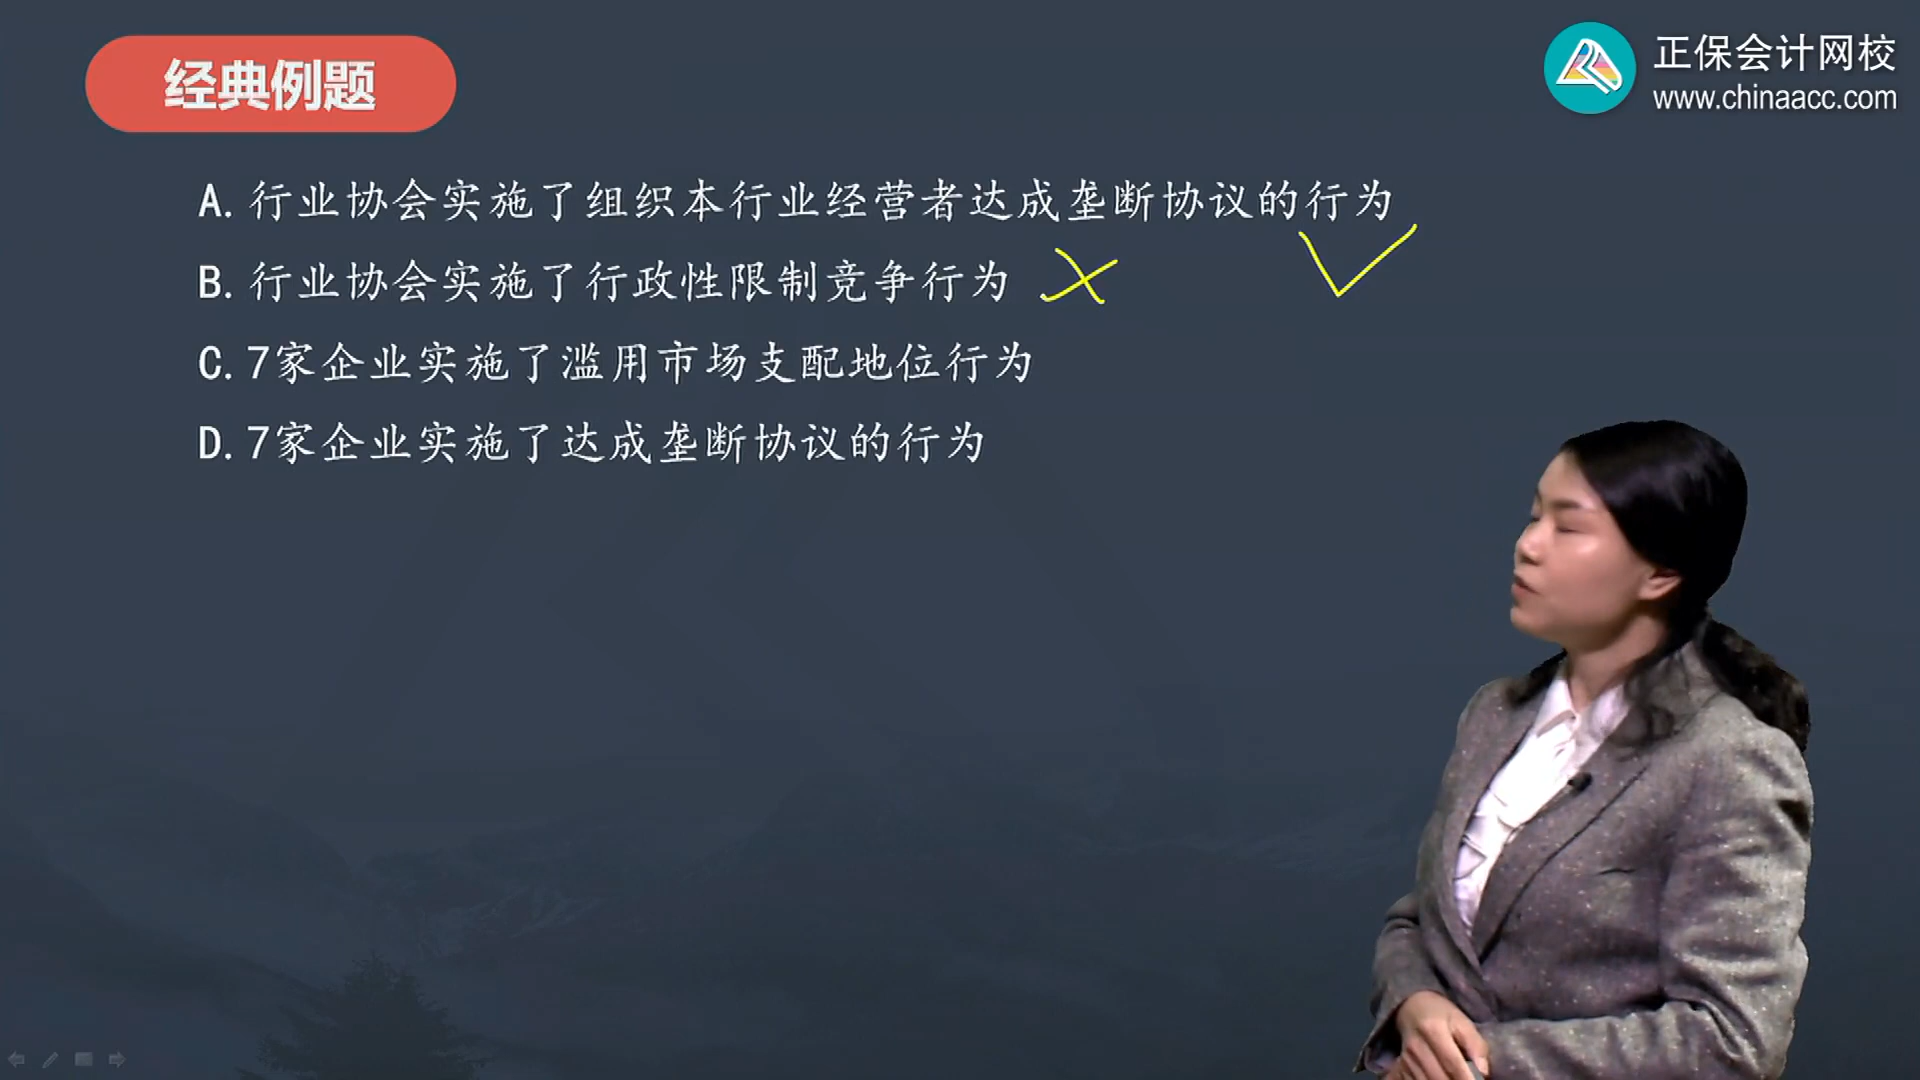 经典例题
正保会计网校
www.chinaacc.com
A. 行业协会实施了组织本行业经营者达成垄断协议的行为
B. 行业协会实施了行政性限制竞争行为
C. 7家企业实施了滥用市场支配地位行为
D. 7家企业实施了达成垄断协议的行为